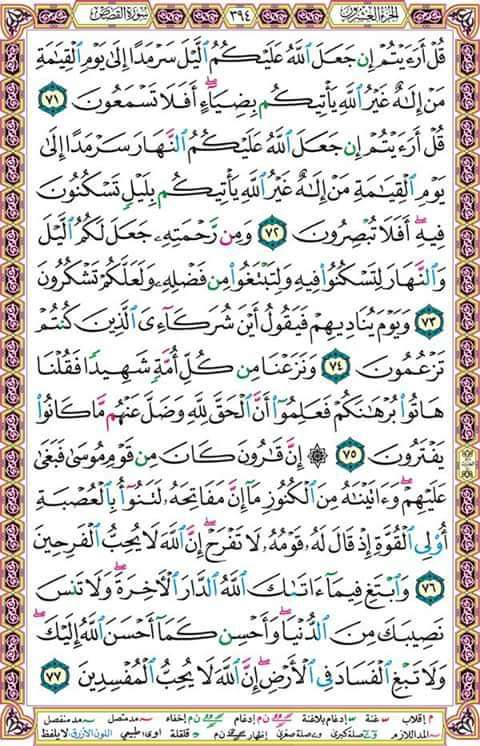 الجزء العشرون ٣٩٤ سورة القصص
قُلْ أَرَءَيْتُمْ إِن جَعَلَ ٱللَّهُ عَلَيْكُمُ ٱلَّيْلَ سَرْمَدًا إِلَىٰ يَوْمِ ٱلْقِيَٰمَةِ
مَنْ إِلَٰهٌ غَيْرُ ٱللَّهِ يَأْتِيكُم بِضِيَآءٍ ۖ أَفَلَا تَسْمَعُونَ ٧١
قُلْ أَرَءَيْتُمْ إِن جَعَلَ ٱللَّهُ عَلَيْكُمُ ٱلنَّهَارَ سَرْمَدًا إِلَىٰ
يَوْمِ ٱلْقِيَٰمَةِ مَنْ إِلَٰهٌ غَيْرُ ٱللَّهِ يَأْتِيكُم بِلَيْلٍ تَسْكُنُونَ
فِيهِ ۖ أَفَلَا تُبْصِرُونَ ٧٢ وَمِن رَّحْمَتِهِۦ جَعَلَ لَكُمُ ٱلَّيْلَ
وَٱلنَّهَارَ لِتَسْكُنُوا۟ فِيهِ وَلِتَبْتَغُوا۟ مِن فَضْلِهِۦ وَلَعَلَّكُمْ تَشْكُرُونَ
٧٣ وَيَوْمَ يُنَادِيهِمْ فَيَقُولُ أَيْنَ شُرَكَآءِىَ ٱلَّذِينَ كُنتُمْ
تَزْعُمُونَ ٧٤ وَنَزَعْنَا مِن كُلِّ أُمَّةٍ شَهِيدًا فَقُلْنَا
هَاتُوا۟ بُرْهَٰنَكُمْ فَعَلِمُوٓا۟ أَنَّ ٱلْحَقَّ لِلَّهِ وَضَلَّ عَنْهُم مَّا كَانُوا۟
يَفْتَرُونَ ٧٥ ۞ إِنَّ قَٰرُونَ كَانَ مِن قَوْمِ مُوسَىٰ فَبَغَىٰ
عَلَيْهِمْ ۖ وَءَاتَيْنَٰهُ مِنَ ٱلْكُنُوزِ مَآ إِنَّ مَفَاتِحَهُۥ لَتَنُوٓأُ بِٱلْعُصْبَةِ
أُو۟لِى ٱلْقُوَّةِ إِذْ قَالَ لَهُۥ قَوْمُهُۥ لَا تَفْرَحْ ۖ إِنَّ ٱللَّهَ لَا يُحِبُّ ٱلْفَرِحِينَ
٧٦ وَٱبْتَغِ فِيمَآ ءَاتَىٰكَ ٱللَّهُ ٱلدَّارَ ٱلْءَاخِرَةَ ۖ وَلَا تَنسَ
نَصِيبَكَ مِنَ ٱلدُّنْيَا ۖ وَأَحْسِن كَمَآ أَحْسَنَ ٱللَّهُ إِلَيْكَ ۖ
وَلَا تَبْغِ ٱلْفَسَادَ فِى ٱلْأَرْضِ ۖ إِنَّ ٱللَّهَ لَا يُحِبُّ ٱلْمُفْسِدِينَ ٧٧
م إقلاب غنة إدغام بلاغنة ن م إدغام ن م إخفاء مد متصل مد منفصل
المد اللازم صلة كبرى صلة صغرى إظهار ن م قلقلة اوى: طبيعي اللون الأزرق: لا يلفظ